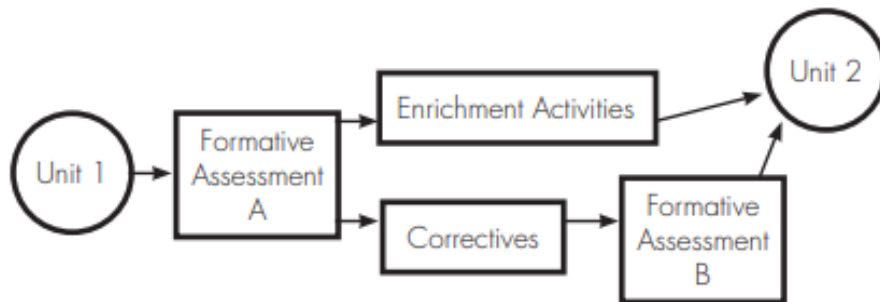 Unit 1
Formative
Assessment
A
Enrichment Activities
Correctives
Formative
Assessment
B
Unit 2